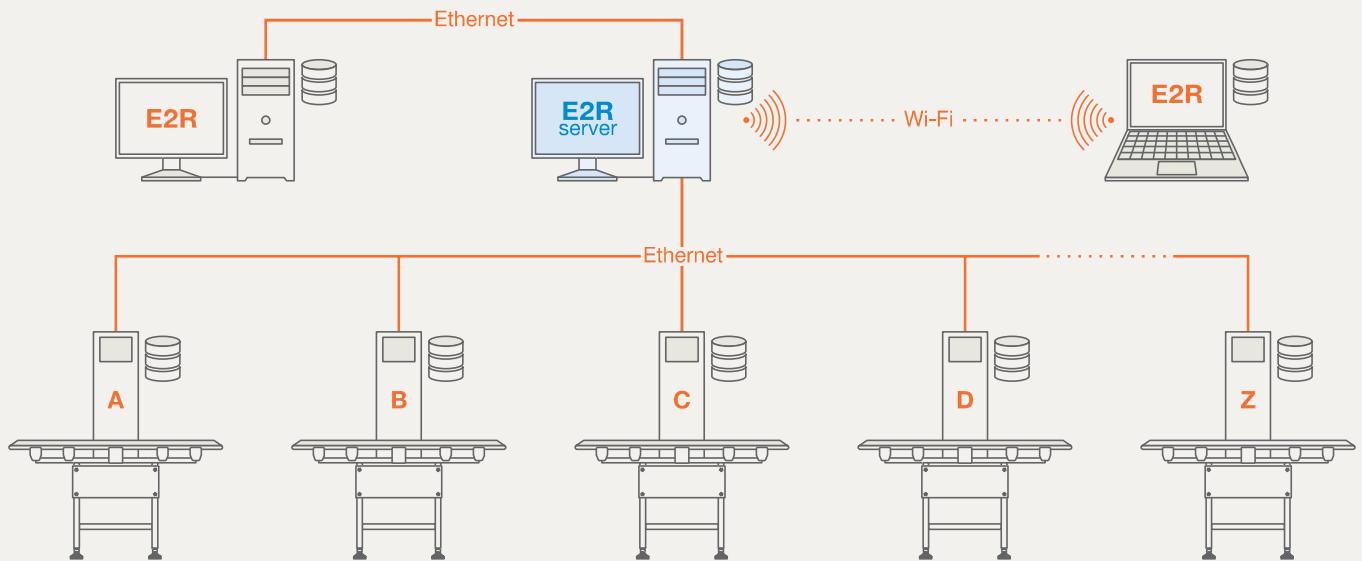 Ethernet
E2R
E2R
server
Wi-Fi
E2R
Ethernet
A
B
C
D
Z